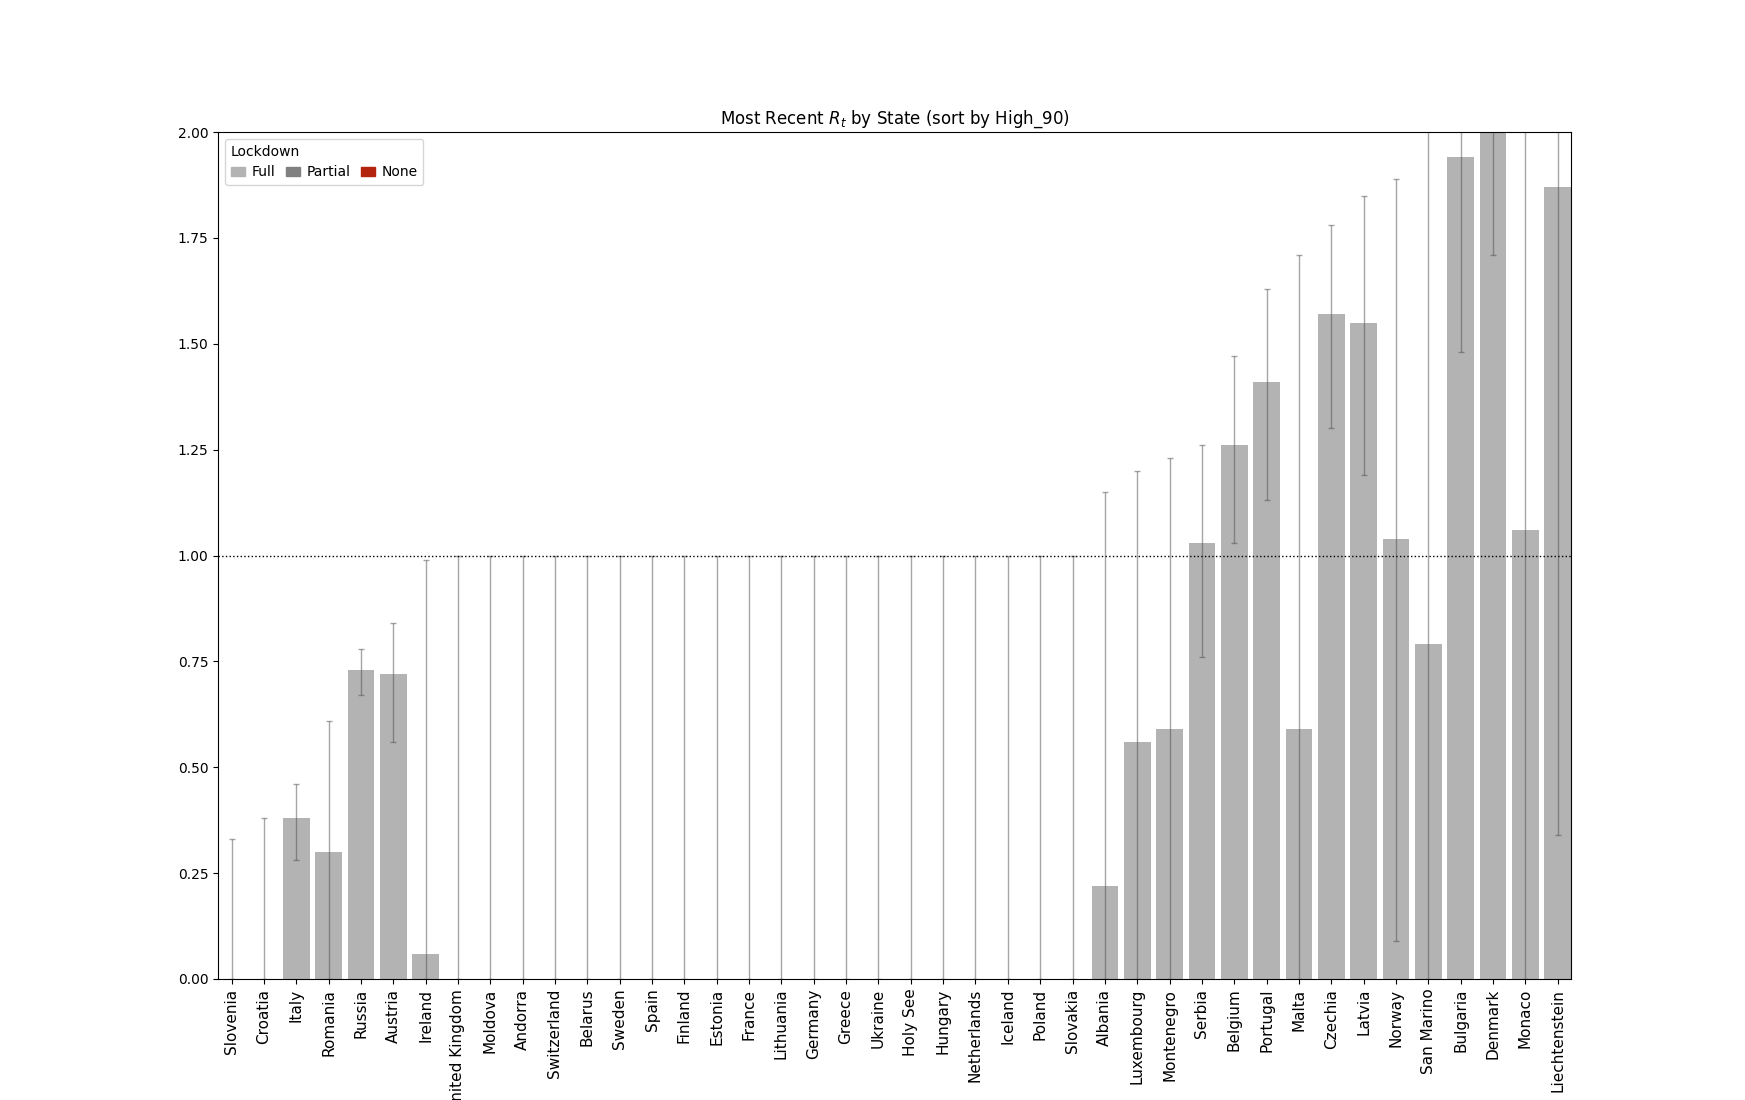 Most Recent Rt by State (sort by High_90)
Lockdown
Full Partial None
2.00
1.75
1.50
1.25
1.00
0.75
0.50
0.25
0.00
Slovenia
Croatia
Italy
Romania
Russia
Austria
Ireland
nited Kingdom
Moldova
Andorra
Switzerland
Belarus
Sweden
Spain
Finland
Estonia
France
Lithuania
Germany
Greece
Ukraine
Holy See
Hungary
Netherlands
Iceland
Poland
Slovakia
Albania
Luxembourg
Montenegro
Serbia
Belgium
Portugal
Malta
Czechia
Latvia
Norway
San Marino
Bulgaria
Denmark
Monaco
Liechtenstein